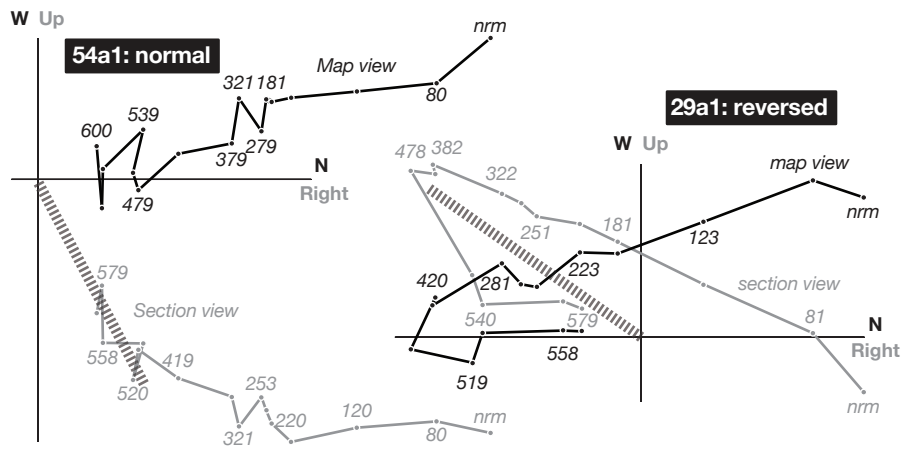 W Up
54a1: normal
nrm
Map view
321 181
80
539
600
379
279
N
Right
479
579
Section view
558
419
520
253
220
120
321
80
nrm
29a1: reversed
W Up
map view
nrm
478 382
322
181
251
123
223
420
281
section view
540
579
81
N
Right
558
519
nrm